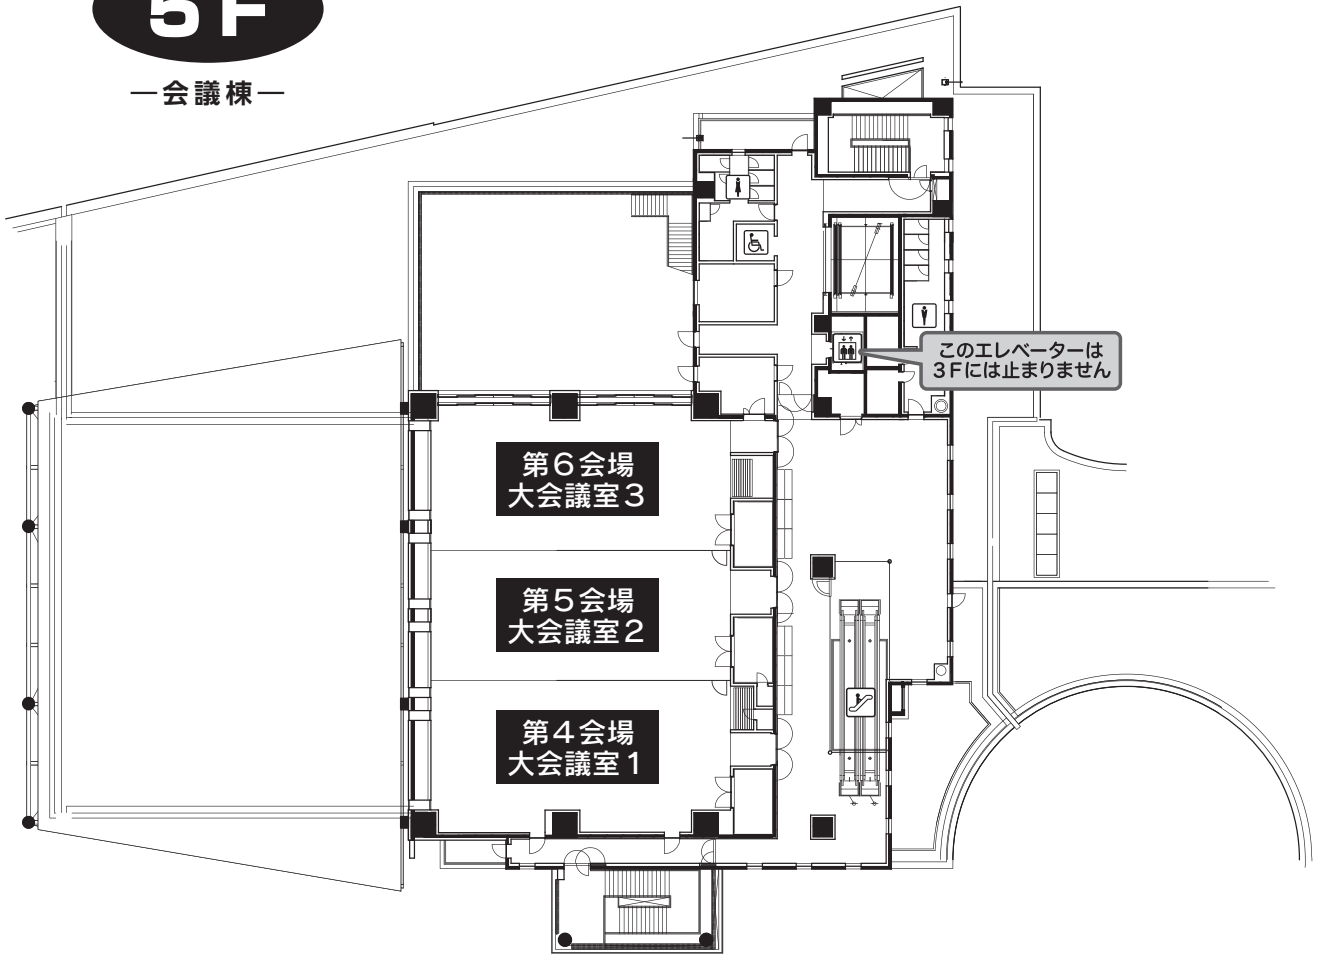 5F
―会議棟―
このエレベーターは
３Ｆには止まりません
第６会場
大会議室３
第５会場
大会議室２
第４会場
大会議室１